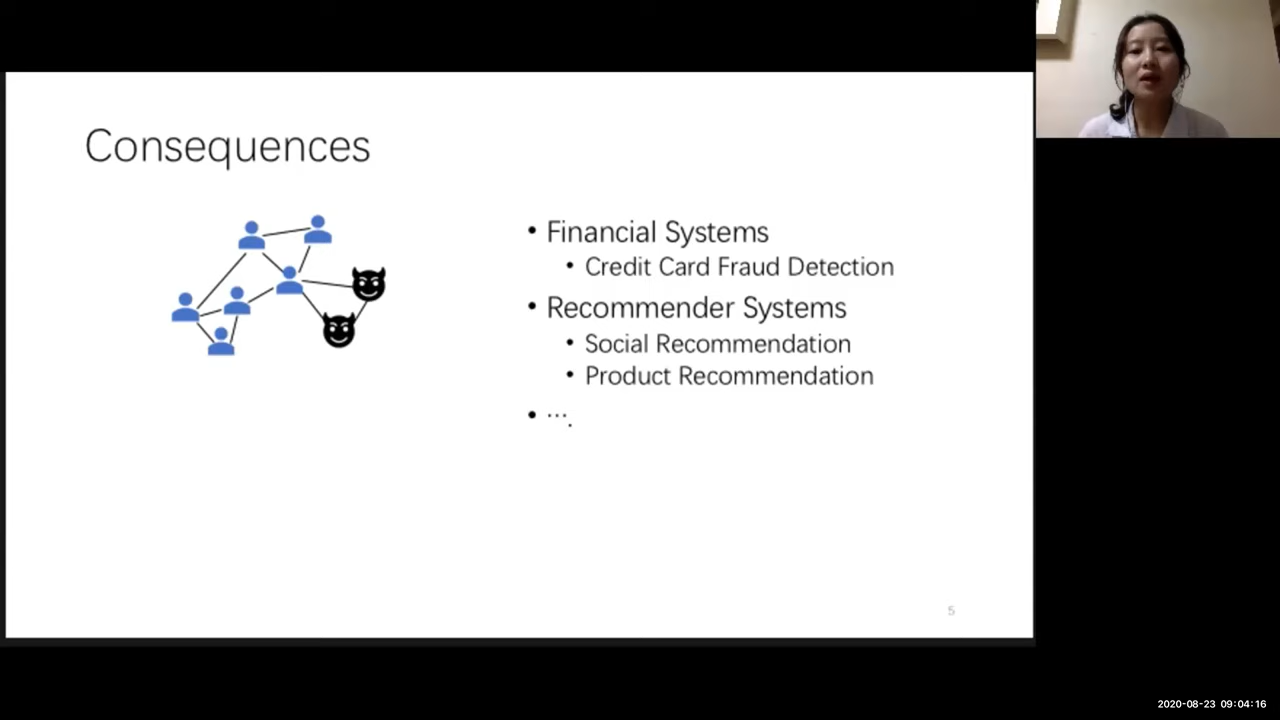 Consequences
• Financial Systems
• Credit Card Fraud Detection
• Recommender Systems
• Social Recommendation
• Product Recommendation
• ….
5
2020-08-23 09:04:16